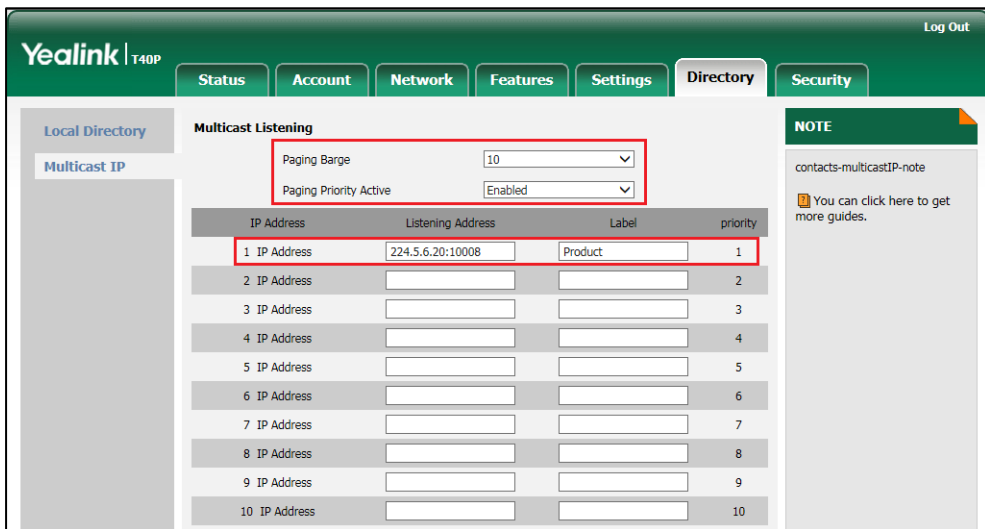 Log Out
Yealink | T40P
Status Account Network Features Settings Directory Security
Local Directory
Multicast IP
Multicast Listening
Paging Barge 10
Paging Priority Active Enabled
IP Address Listening Address Label priority
1 IP Address 224.5.6.20:10008 Product 1
2 IP Address 2
3 IP Address 3
4 IP Address 4
5 IP Address 5
6 IP Address 6
7 IP Address 7
8 IP Address 8
9 IP Address 9
10 IP Address 10
NOTE
contacts-multicastIP-note
You can click here to get
more guides.